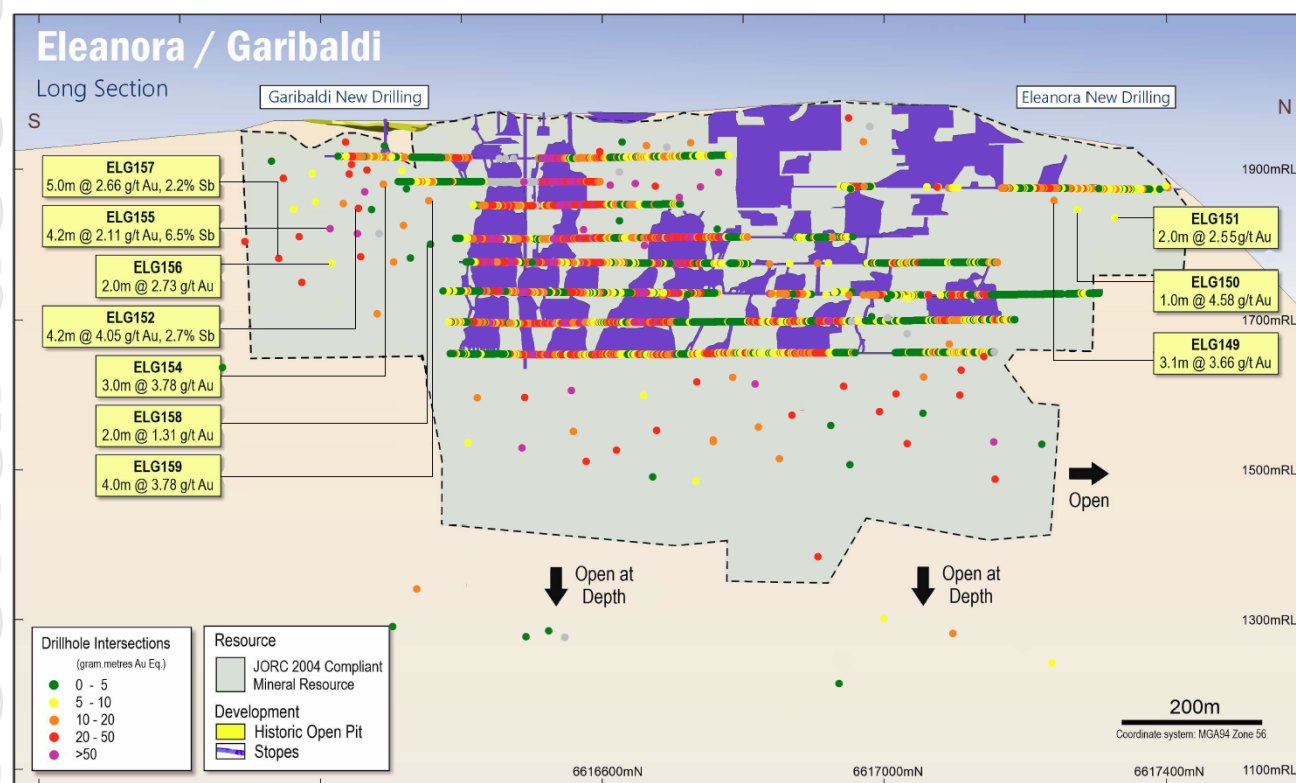 Eleanora / Garibaldi
Long Section
S
Garibaldi New Drilling
Eleanora New Drilling
N
ELG157
5.0m @ 2.66 g/t Au, 2.2% Sb
ELG155
4.2m @ 2.11 g/t Au, 6.5% Sb
ELG156
2.0m @ 2.73 g/t Au
ELG152
4.2m @ 4.05 g/t Au, 2.7% Sb
ELG154
3.0m @ 3.78 g/t Au
ELG158
2.0m @ 1.31 g/t Au
ELG159
4.0m @ 3.78 g/t Au
1900mRL
ELG151
2.0m @ 2.55g/t Au
ELG150
1.0m @ 4.58 g/t Au
1700mRL
ELG149
3.1m @ 3.66 g/t Au
1500mRL
Open
Open at
Depth
Open at
Depth
1300mRL
Drillhole Intersections
(gram.metres Au Eq.)
0 - 5
5 - 10
10 - 20
20 - 50
>50
Resource
JORC 2004 Compliant
Mineral Resource
Development
Historic Open Pit
Stopes
200m
Coordinate system: MGA94 Zone 56
6616600mN
6617000mN
6617400mN
1100mRL